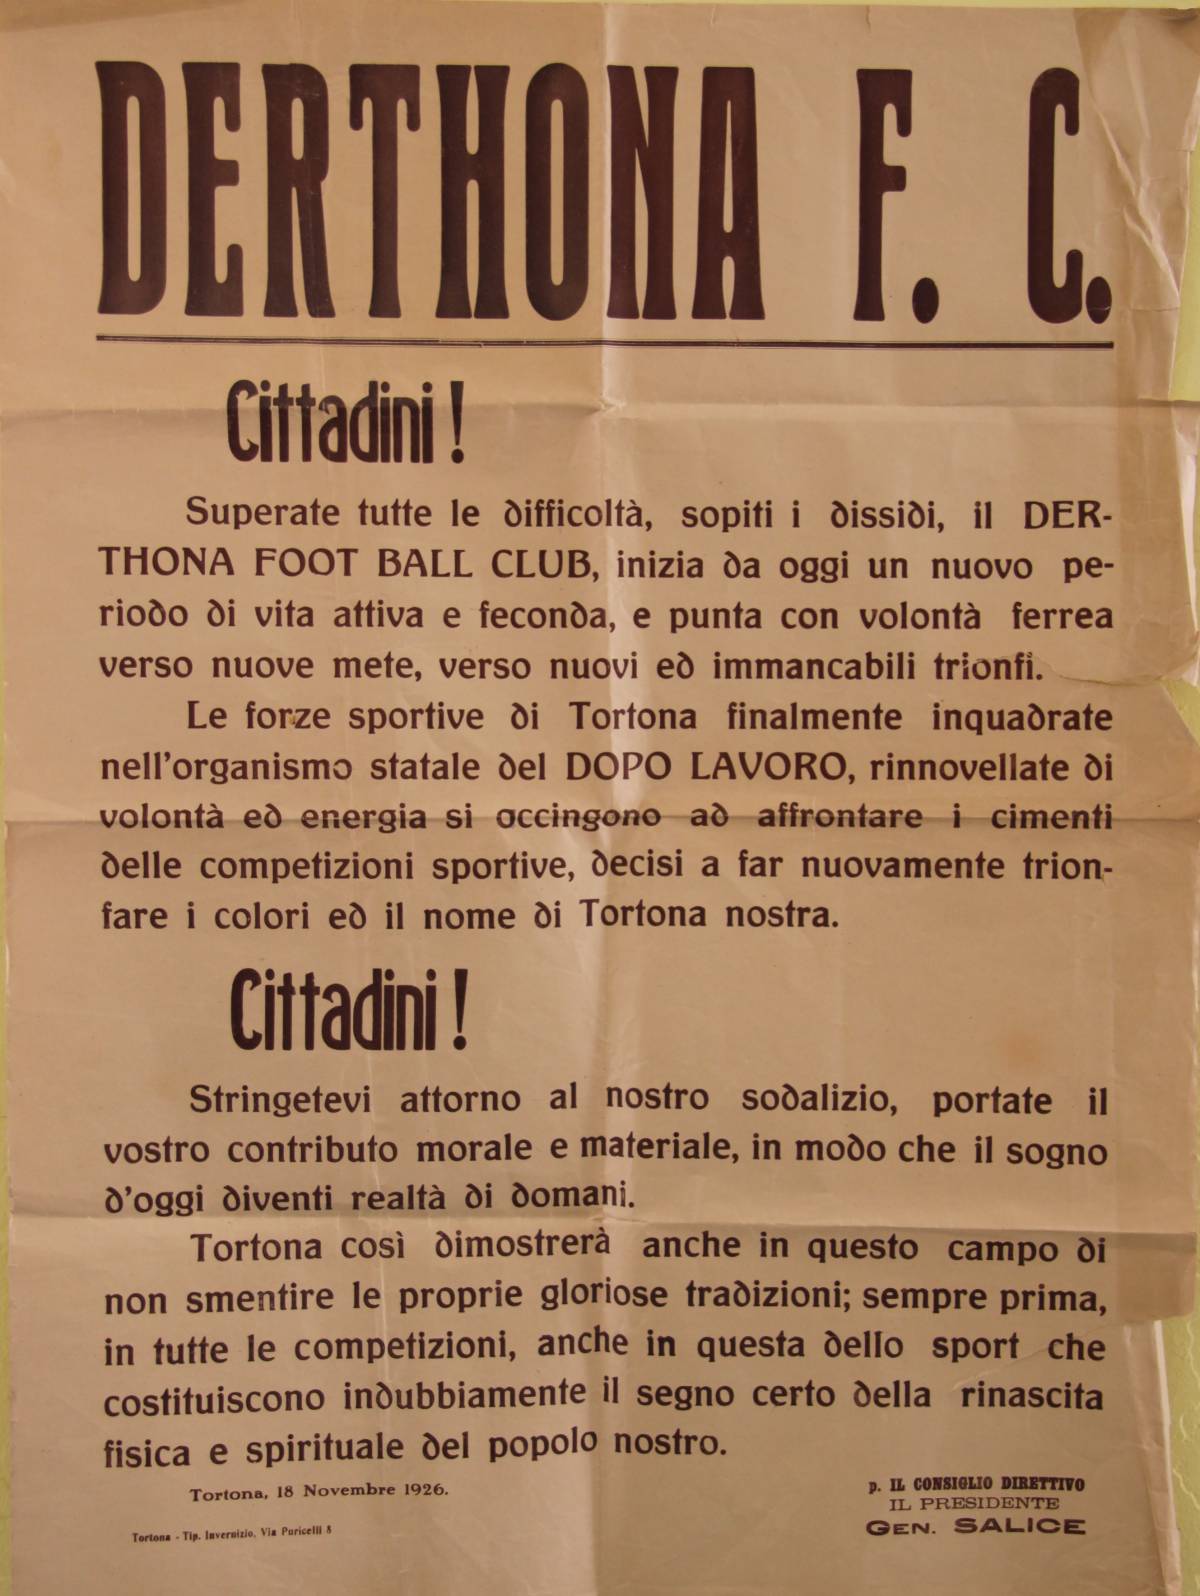 DERTHONA F. C.
Cittadini!
Superate tutte le difficoltà, sopiti i dissidi, il DER-
THONA FOOT BALL CLUB, inizia da oggi un nuovo pe-
riodo di vita attiva e feconda, e punta con volontà ferrea
verso nuove mete, verso nuovi ed immancabili trionfi.
Le forze sportive di Tortona finalmente inquadrate
nell'organismo statale del DOPO LAVORO, rinnovellate di
volontà ed energia si accingono ad affrontare i cimenti
delle competizioni sportive, decisi a far nuovamente trion-
fare i colori ed il nome di Tortona nostra.
Cittadini!
Stringetevi attorno al nostro sodalizio, portate il
vostro contributo morale e materiale, in modo che il sogno
d'oggi diventi realtà di domani.
Tortona così dimostrerà anche in questo campo di
non smentire le proprie gloriose tradizioni; sempre prima,
in tutte le competizioni, anche in questa dello sport che
costituiscono indubbiamente il segno certo della rinascita
fisica e spirituale del popolo nostro.
Tortona, 18 Novembre 1926.
p. IL CONSIGLIO DIRETTIVO
IL PRESIDENTE
GEN. SALICE
Tortona - Tip. Invernizio, Via Puricelli 8